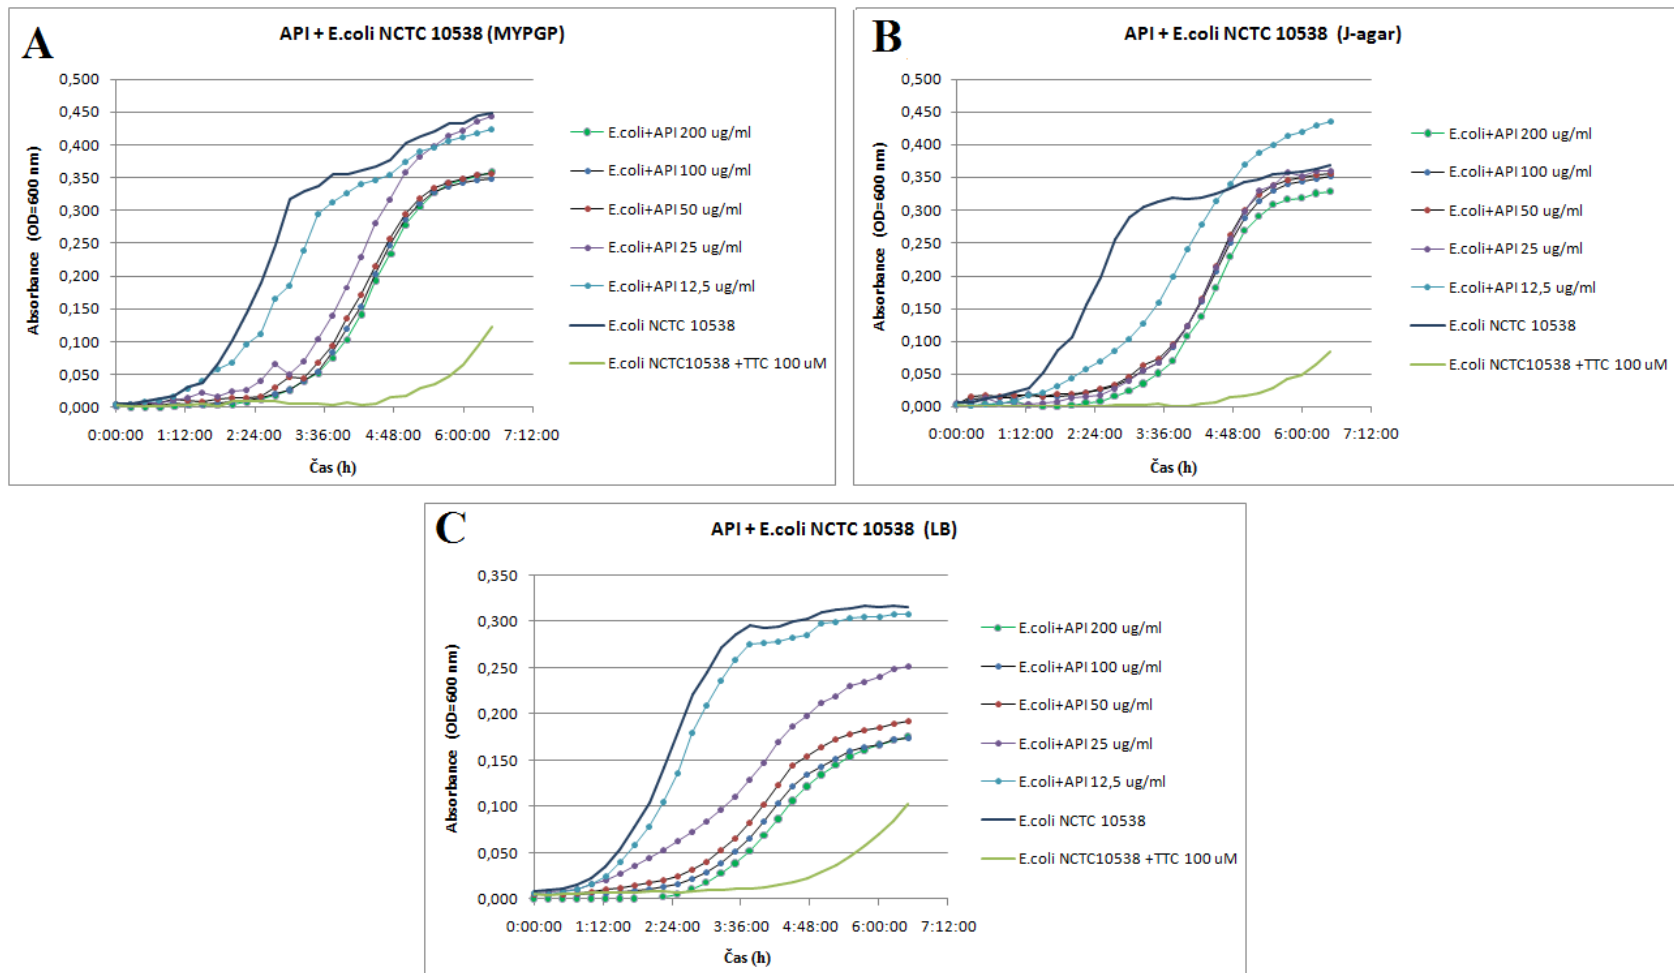 A
API + E.coli NCTC 10538 (MYPGP)
Absorbance (OD=600 nm)
0,500
0,450
0,400
0,350
0,300
0,250
0,200
0,150
0,100
0,050
0,000
0:00:00 1:12:00 2:24:00 3:36:00 4:48:00 6:00:00 7:12:00
Čas (h)
E.coli+API 200 ug/ml
E.coli+API 100 ug/ml
E.coli+API 50 ug/ml
E.coli+API 25 ug/ml
E.coli+API 12,5 ug/ml
E.coli NCTC 10538
E.coli NCTC10538 +TTC 100 uM
B
API + E.coli NCTC 10538 (J-agar)
Absorbance (OD=600 nm)
0,500
0,450
0,400
0,350
0,300
0,250
0,200
0,150
0,100
0,050
0,000
0:00:00 1:12:00 2:24:00 3:36:00 4:48:00 6:00:00 7:12:00
Čas (h)
E.coli+API 200 ug/ml
E.coli+API 100 ug/ml
E.coli+API 50 ug/ml
E.coli+API 25 ug/ml
E.coli+API 12,5 ug/ml
E.coli NCTC 10538
E.coli NCTC10538 +TTC 100 uM
C
API + E.coli NCTC 10538 (LB)
Absorbance (OD=600 nm)
0,350
0,300
0,250
0,200
0,150
0,100
0,050
0,000
0:00:00 1:12:00 2:24:00 3:36:00 4:48:00 6:00:00 7:12:00
Čas (h)
E.coli+API 200 ug/ml
E.coli+API 100 ug/ml
E.coli+API 50 ug/ml
E.coli+API 25 ug/ml
E.coli+API 12,5 ug/ml
E.coli NCTC 10538
E.coli NCTC10538 +TTC 100 uM